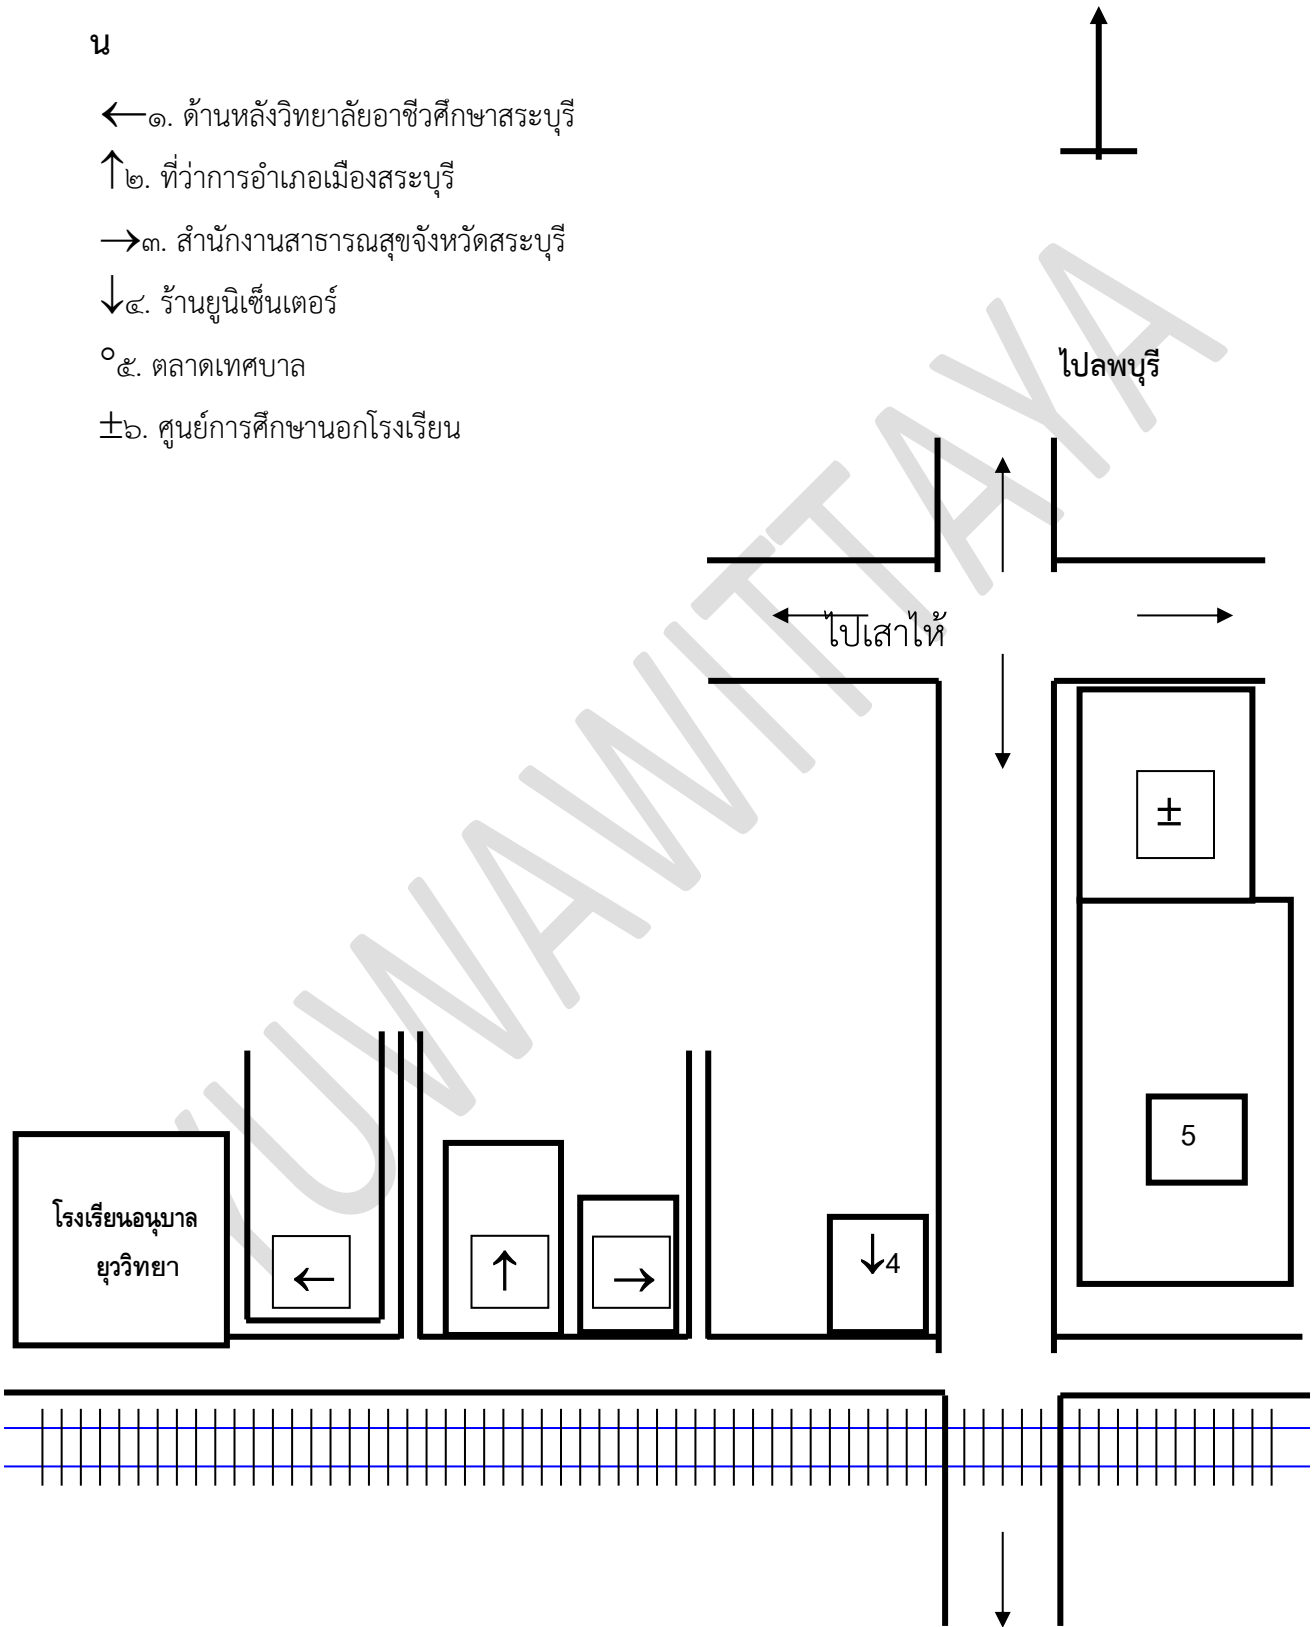 น
←๑. ด้านหลังวิทยาลัยอาชีวศึกษาสระบุรี
↑๒. ที่ว่าการอำเภอเมืองสระบุรี
→๓. สำนักงานสาธารณสุขจังหวัดสระบุรี
↓๔. ร้านยูนิเซ็นเตอร์
°๕. ตลาดเทศบาล
±๖. ศูนย์การศึกษานอกโรงเรียน
ไปลพบุรี
ไปเสาไห้
±
5
โรงเรียนอนุบาล
ยุววิทยา
←
↑
→
↓4
YUWAWITTAYA